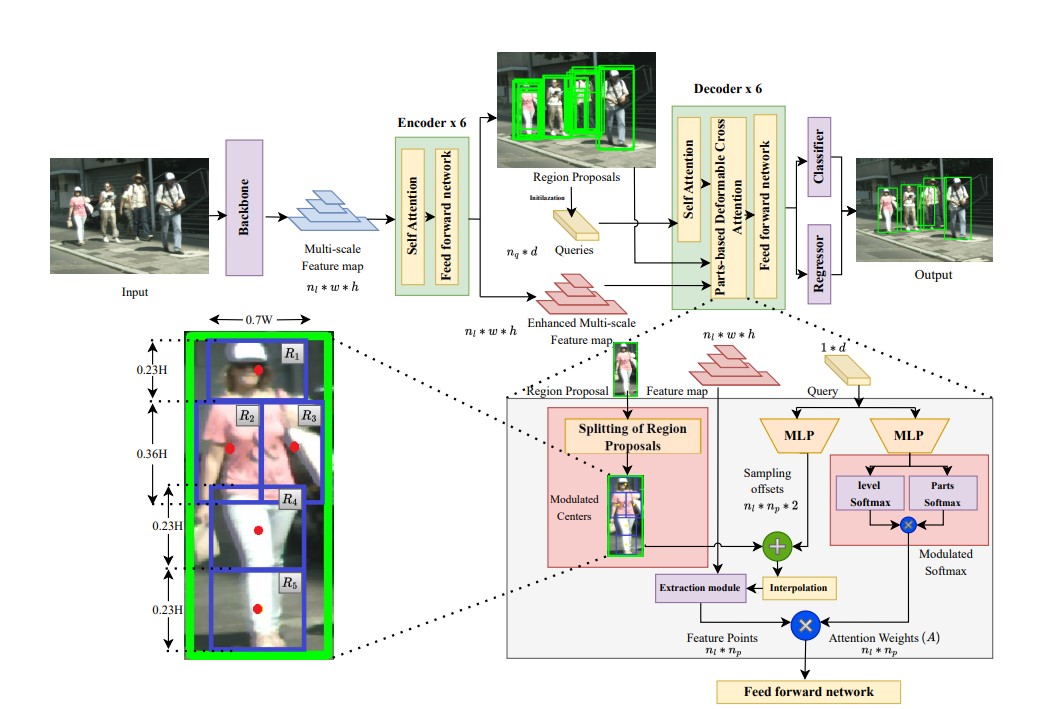 Decoder x 6
Encoder x 6
Region Proposals
Initilazation
Queries
n_q * d
Input
Backbone
Multi-scale
Feature map
n_l * w * h
Self Attention
Feed forward network
Enhanced Multi-scale
Feature map
n_l * w * h
Self Attention
Parts-based Deformable Cross
Attention
Feed forward network
Classifier
Regressor
Output
0.7W
0.23H
0.36H
0.23H
0.23H
R_1
R_2
R_3
R_4
R_5
Region Proposal
Feature map
n_l * w * h
1 * d
Query
Splitting of Region
Proposals
Modulated
Centers
MLP
MLP
Sampling
offsets
n_l * n_p * 2
level
Softmax
Parts
Softmax
Modulated
Softmax
Extraction module
Interpolation
Feature Points
n_l * n_p
Attention Weights (A)
n_l * n_p
Feed forward network